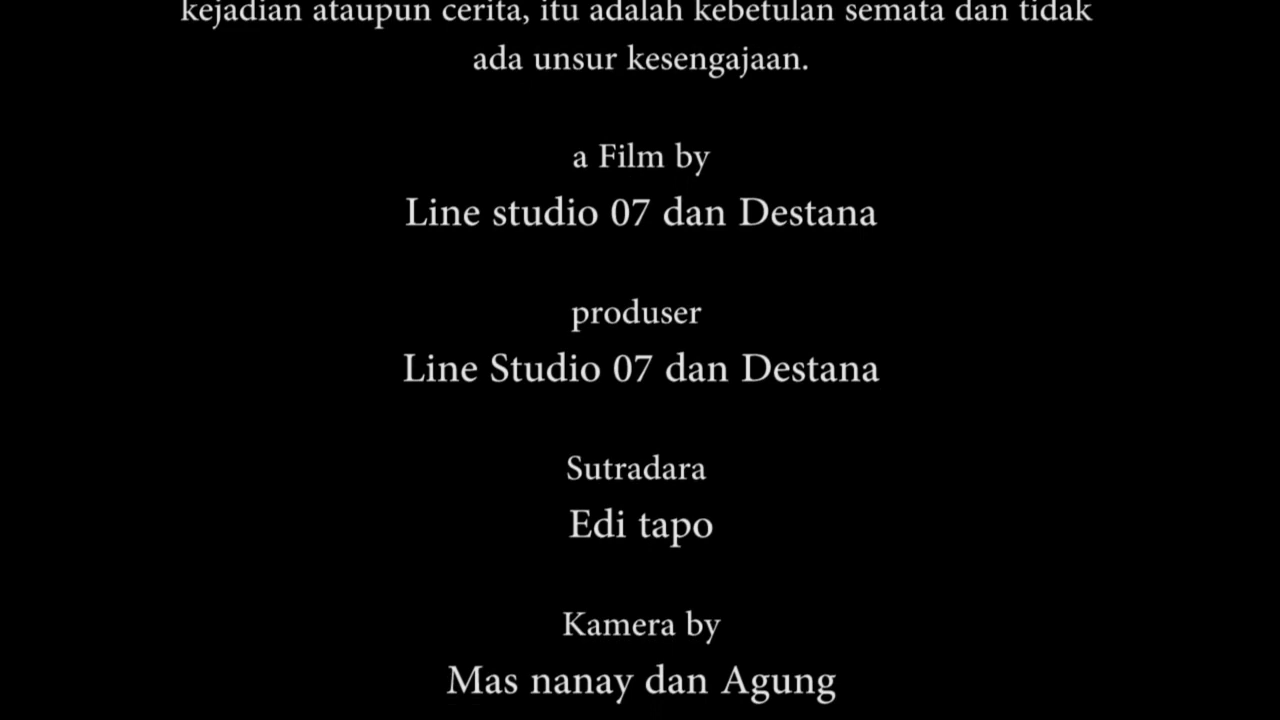 kejadian ataupun cerita, itu adalah kebetulan semata dan tidak
ada unsur kesengajaan.
a Film by
Line studio 07 dan Destana
produser
Line Studio 07 dan Destana
Sutradara
Edi tapo
Kamera by
Mas nanay dan Agung